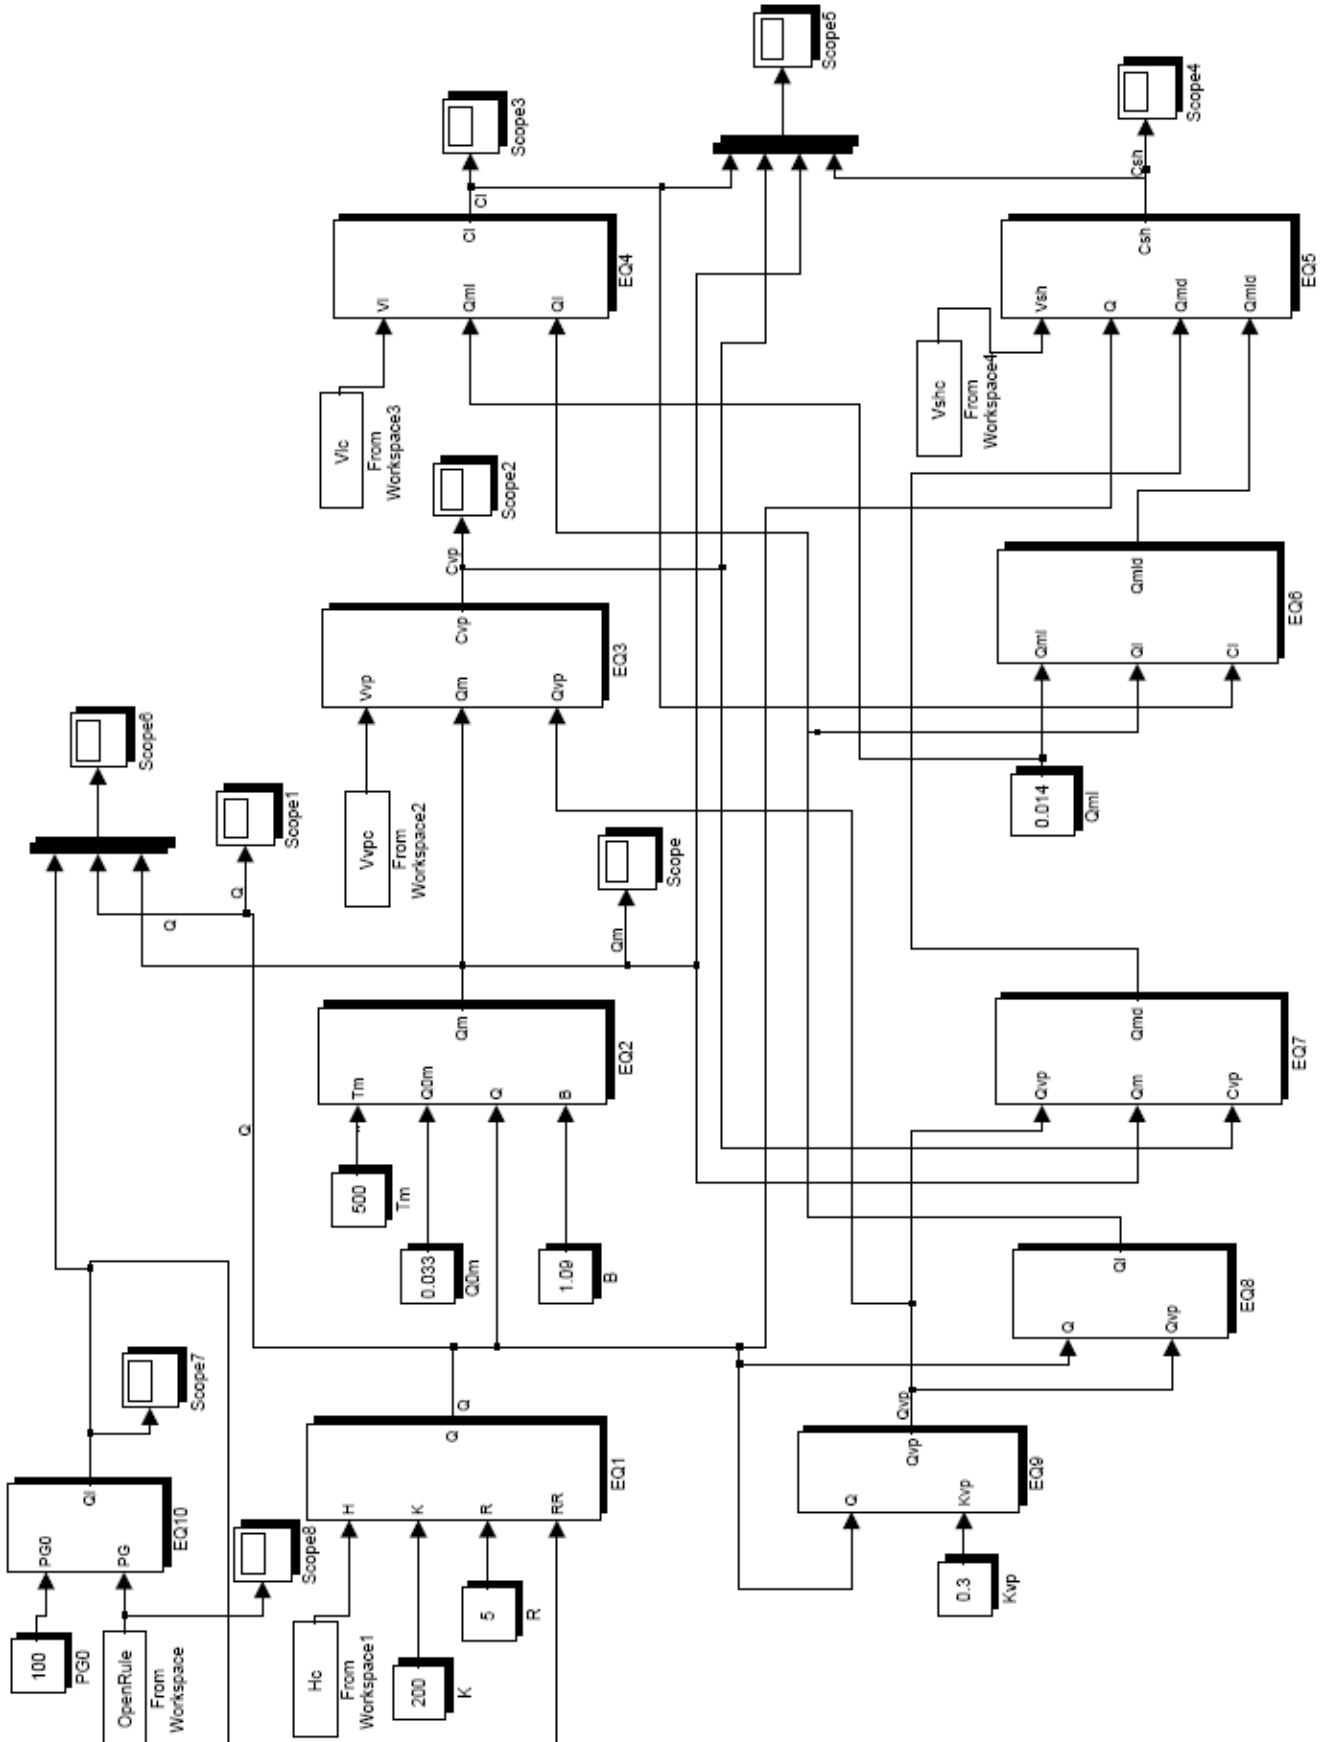 100
PG0
OpenRule
From
Workspace
PG0
PG
Ql
EQ10
Scope7
Scope8
Scope6
Q
Q
Q
Scope1
Hc
From
Workspace1
200
K
5
R
H
K
R
RR
Q
EQ1
Q
500
Tm
0.033
Q0m
1.09
B
Tm
Q0m
Q
B
Qm
EQ2
Qm
Scope
Vvpc
From
Workspace2
Vvp
Qm
Qvp
Cvp
EQ3
Cvp
Scope2
Vlc
From
Workspace3
Vl
Qml
Ql
Cl
EQ4
Cl
Scope3
Scope5
0.3
Kvp
Q
Kvp
Qvp
EQ9
Qvp
Q
Qvp
Ql
EQ8
Qvp
Qm
Cvp
Qmd
EQ7
0.014
Qml
Qml
Ql
Cl
Qmld
EQ6
Vshc
From
Workspace4
Vsh
Q
Qmd
Qmld
Csh
EQ5
Csh
Scope4